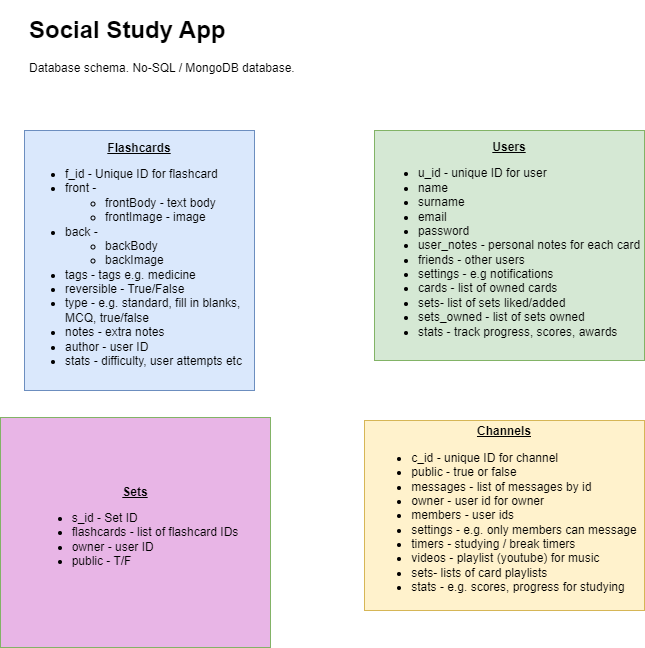 Social Study App
Database schema. No-SQL / MongoDB database.
Flashcards
f_id - Unique ID for flashcard
front -
frontBody - text body
frontImage - image
back -
backBody
backImage
tags - tags e.g. medicine
reversible - True/False
type - e.g. standard, fill in blanks,
MCQ, true/false
notes - extra notes
author - user ID
stats - difficulty, user attempts etc
Users
u_id - unique ID for user
name
surname
email
password
user_notes - personal notes for each card
friends - other users
settings - e.g notifications
cards - list of owned cards
sets- list of sets liked/added
sets_owned - list of sets owned
stats - track progress, scores, awards
Sets
s_id - Set ID
flashcards - list of flashcard IDs
owner - user ID
public - T/F
Channels
c_id - unique ID for channel
public - true or false
messages - list of messages by id
owner - user id for owner
members - user ids
settings - e.g. only members can message
timers - studying / break timers
videos - playlist (youtube) for music
sets- lists of card playlists
stats - e.g. scores, progress for studying